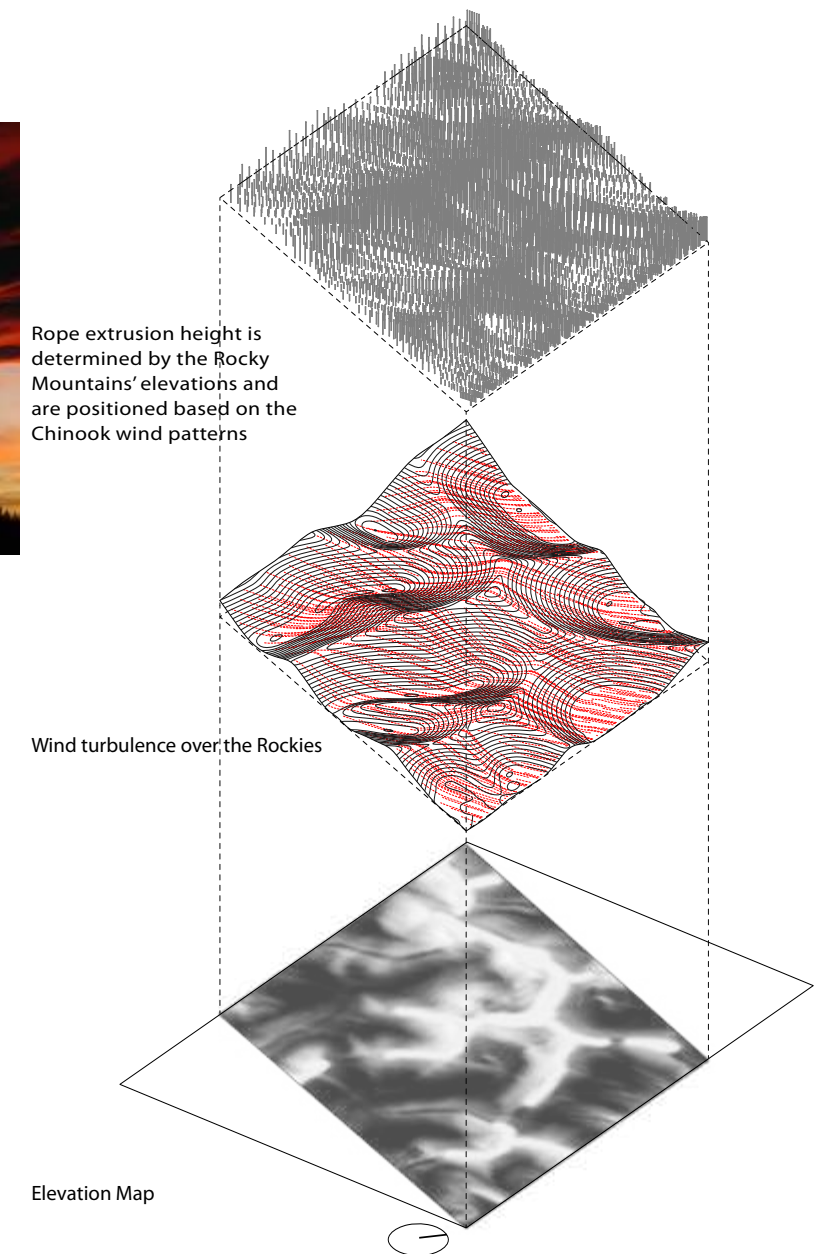 Rope extrusion height is
determined by the Rocky
Mountains’ elevations and
are positioned based on the
Chinook wind patterns
Wind turbulence over the Rockies
Elevation Map